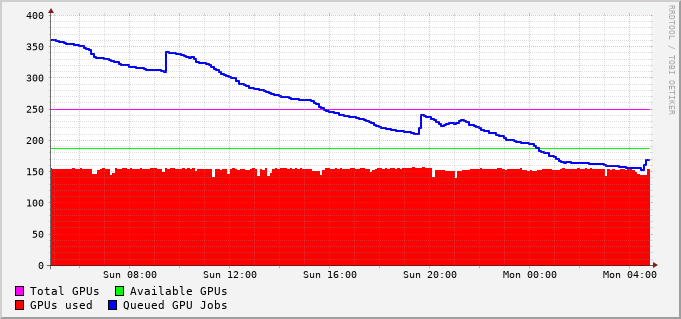 400
350
300
250
200
150
100
50
0
Sun 08:00 Sun 12:00 Sun 16:00 Sun 20:00 Mon 00:00 Mon 04:00
Total GPUs Available GPUs
GPUs used Queued GPU Jobs
RRDTOOL / TOBI OETIKER